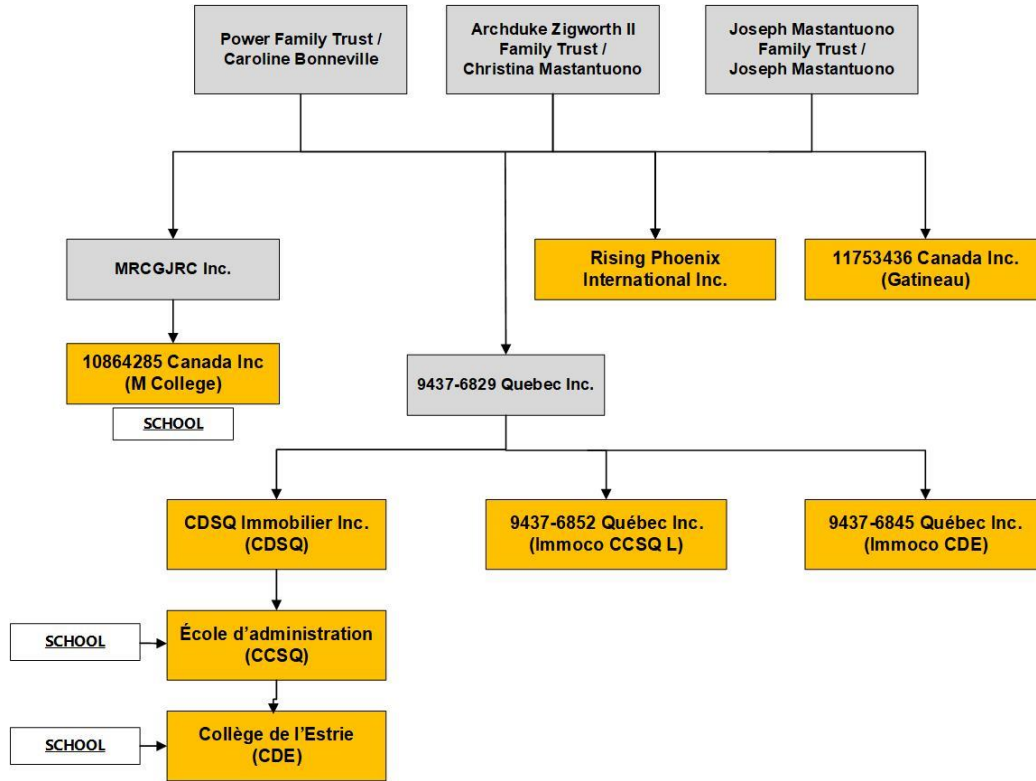 Power Family Trust /
Caroline Bonneville
Archduke Zigworth II
Family Trust /
Christina Mastantuono
Joseph Mastantuono
Family Trust /
Joseph Mastantuono
MRCGJRC Inc.
Rising Phoenix
International Inc.
11753436 Canada Inc.
(Gatineau)
10864285 Canada Inc
(M College)
SCHOOL
9437-6829 Quebec Inc.
CDSQ Immobilier Inc.
(CDSQ)
9437-6852 Québec Inc.
(Immoco CCSQ L)
9437-6845 Québec Inc.
(Immoco CDE)
SCHOOL
École d’administration
(CCSQ)
SCHOOL
Collège de l’Estrie
(CDE)